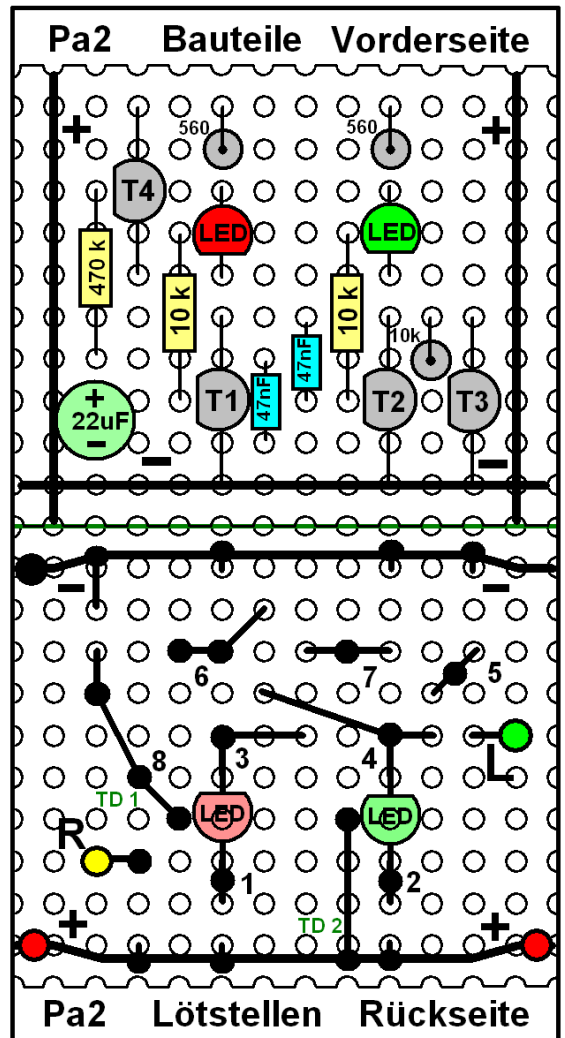 Pa2 Bauteile Vorderseite
+ 560 560 +
T4
LED LED
470 k 10 k 10 k
10k
47nF
T1 47nF T2 T3
+
22uF
−
− −
− −
6 7 5
8 3 4 L
TD 1
LED LED
R
1 2
TD 2
+ +
Pa2 Lötstellen Rückseite